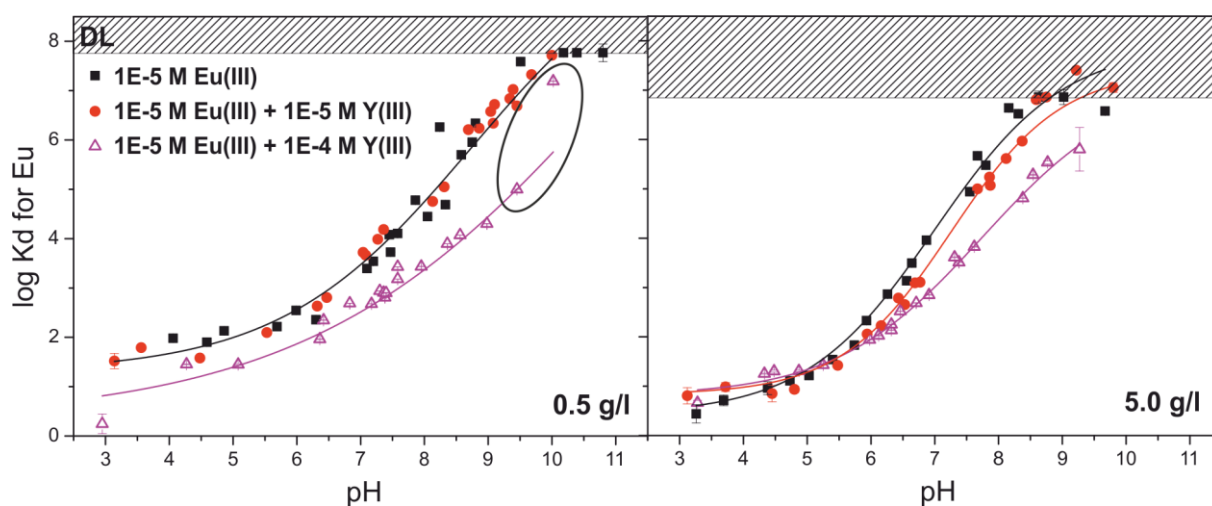 DL
1E-5 M Eu(III)
1E-5 M Eu(III) + 1E-5 M Y(III)
1E-5 M Eu(III) + 1E-4 M Y(III)
log Kd for Eu
8
6
4
2
0
0.5 g/l
5.0 g/l
3 4 5 6 7 8 9 10 11
3 4 5 6 7 8 9 10 11
pH
pH